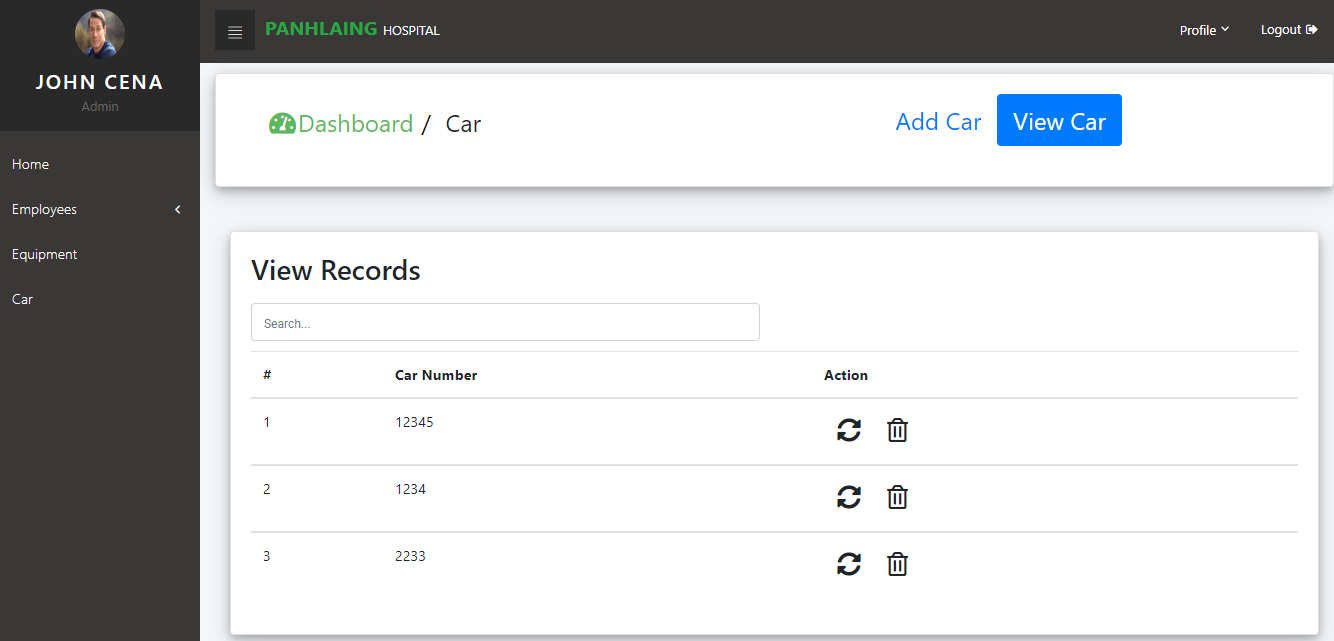 JOHN CENA
Admin
Home
Employees
Equipment
Car
PANHLAING HOSPITAL
Profile
Logout
Dashboard / Car
Add Car
View Car
View Records
Search...
# Car Number Action
1 12345
2 1234
3 2233